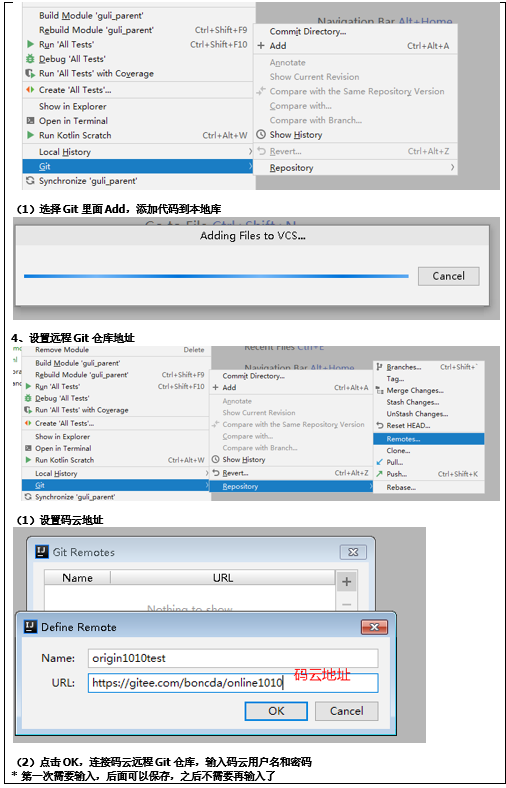 Build Module 'guli_parent'
Rebuild Module 'guli_parent' Ctrl+Shift+F9
Run 'All Tests' Ctrl+Shift+F10
Debug 'All Tests'
Run 'All Tests' with Coverage
Create 'All Tests'...
Show in Explorer
Open in Terminal
Run Kotlin Scratch Ctrl+Alt+W
Local History
Git
Synchronize 'guli_parent'
Navigation Bar Alt+Home
Commit Directory...
Add Ctrl+Alt+A
Annotate
Show Current Revision
Compare with the Same Repository Version
Compare with...
Compare with Branch...
Show History
Revert... Ctrl+Alt+Z
Repository
（1）选择 Git 里面 Add，添加代码到本地库
Go to File Ctrl+Shift+N
Adding Files to VCS...
Cancel
4、设置远程 Git 仓库地址
Remove Module Delete
Build Module 'guli_parent'
Rebuild Module 'guli_parent' Ctrl+Shift+F9
Run 'All Tests' Ctrl+Shift+F10
Debug 'All Tests'
Run 'All Tests' with Coverage
Create 'All Tests'...
Show in Explorer
Open in Terminal
Run Kotlin Scratch Ctrl+Alt+W
Local History
Git
Synchronize 'guli_parent'
Recent Files Ctrl+E
Navigation Bar Alt+Home
Commit Directory...
Add Ctrl+Alt+A
Annotate
Show Current Revision
Compare with the Same Repository Version
Compare with...
Compare with Branch...
Show History
Revert... Ctrl+Alt+Z
Repository
Branches... Ctrl+Shift+`
Tag...
Merge Changes...
Stash Changes...
UnStash Changes...
Reset HEAD...
Remotes...
Clone...
Pull...
Push... Ctrl+Shift+K
Rebase...
（1）设置码云地址
Git Remotes
Name URL
Nothing to show
Define Remote
Name: origin1010test
URL: https://gitee.com/boncda/online1010
码云地址
OK Cancel
（2）点击 OK，连接码云远程 Git 仓库，输入码云用户名和密码
* 第一次需要输入，后面可以保存，之后不需要再输入了